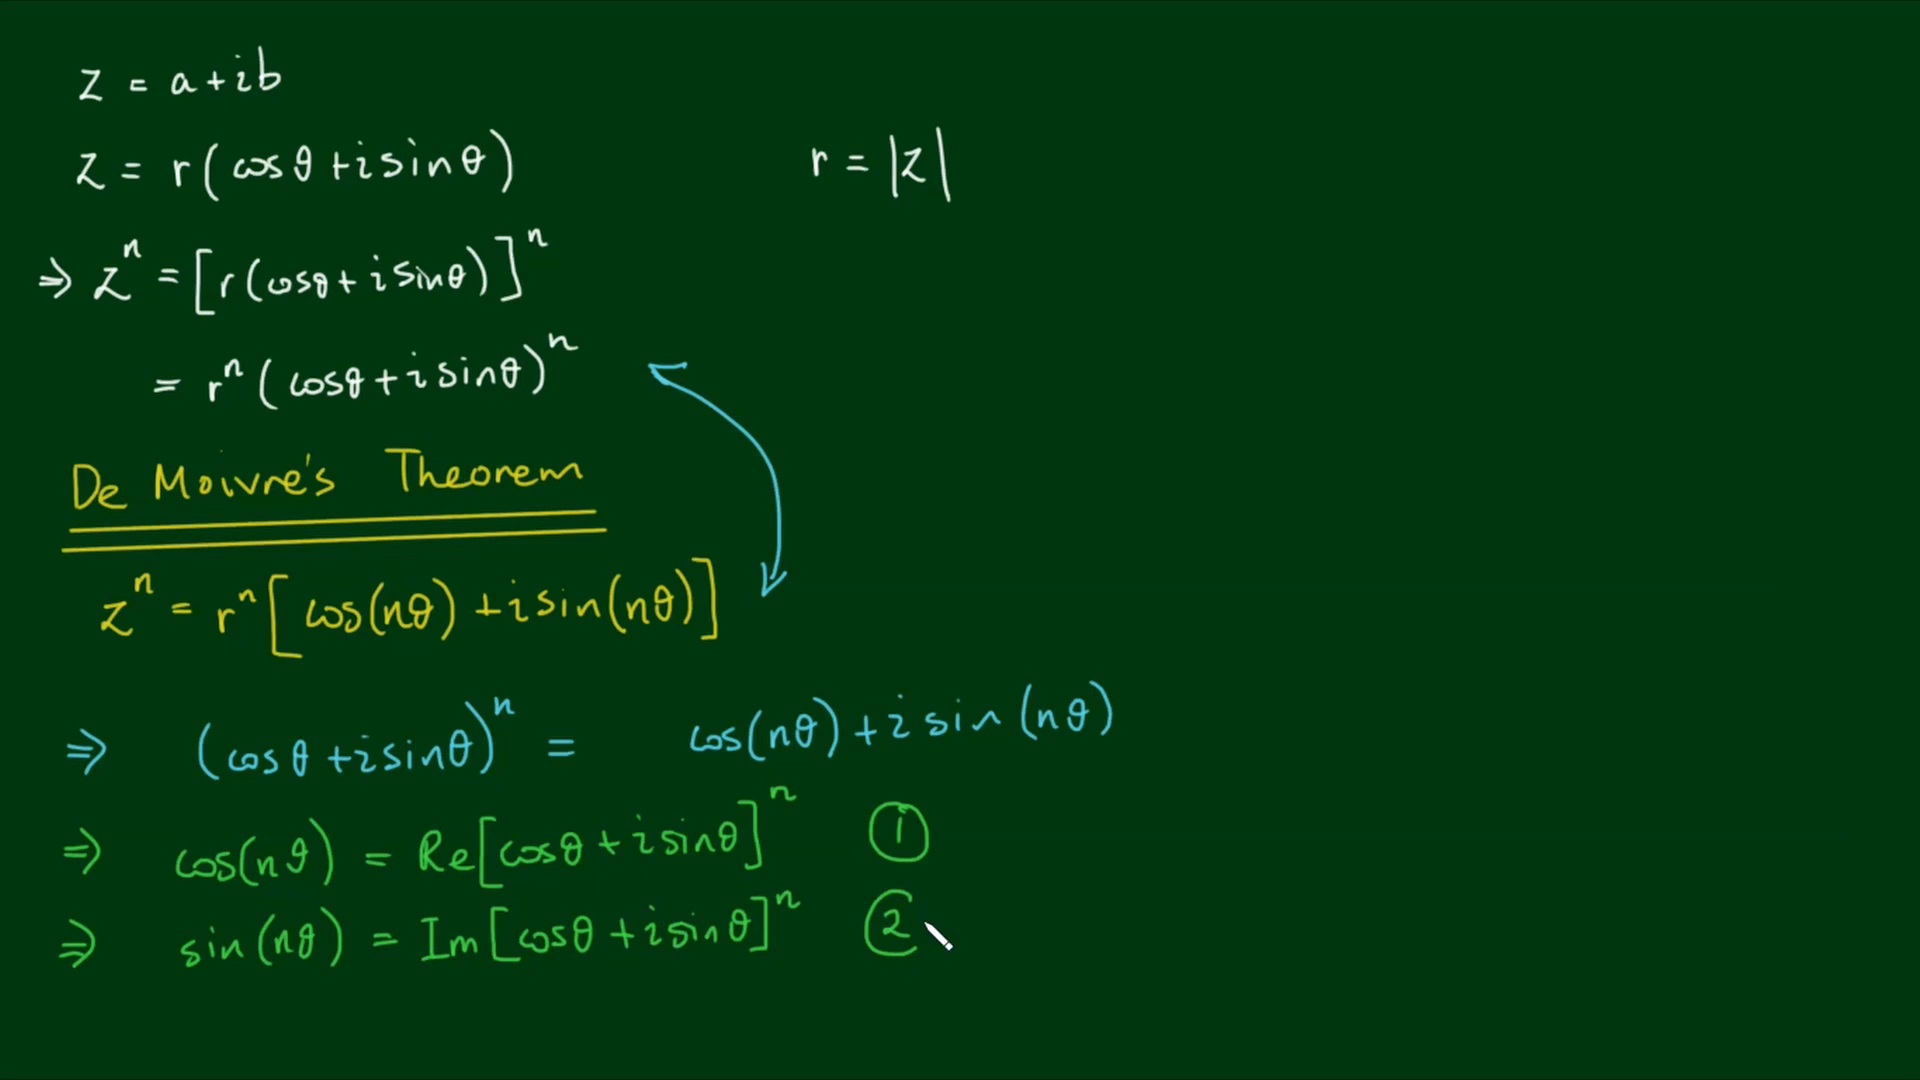 z = a+ib
z = r(cosθ +isinθ) r = |z|
⇒ zⁿ = [r(cosθ+isinθ)]ⁿ
= rⁿ(cosθ+isinθ)ⁿ
De Moivre's Theorem
zⁿ = rⁿ[cos(nθ) +isin(nθ)]
⇒ (cosθ +isinθ)ⁿ = cos(nθ)+isin(nθ)
⇒ cos(nθ) = Re[cosθ+isinθ]ⁿ ①
⇒ sin(nθ) = Im[cosθ+isinθ]ⁿ ②